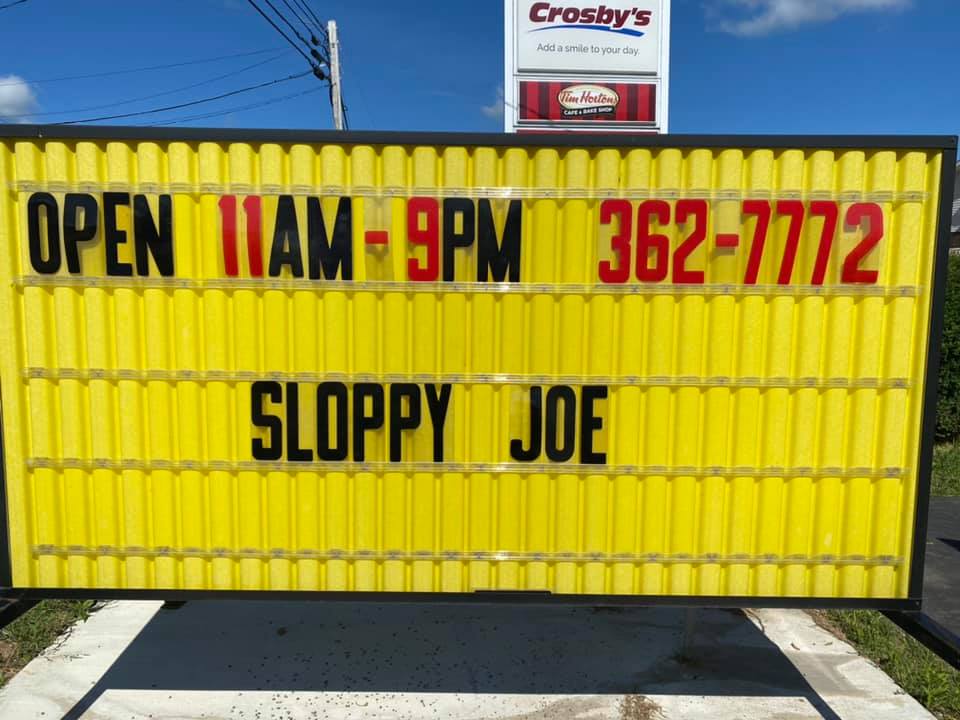 Crosby's
Add a smile to your day.
Tim Hortons
CAFE & BAKE SHOP
OPEN 11AM-9PM 362-7772
SLOPPY JOE